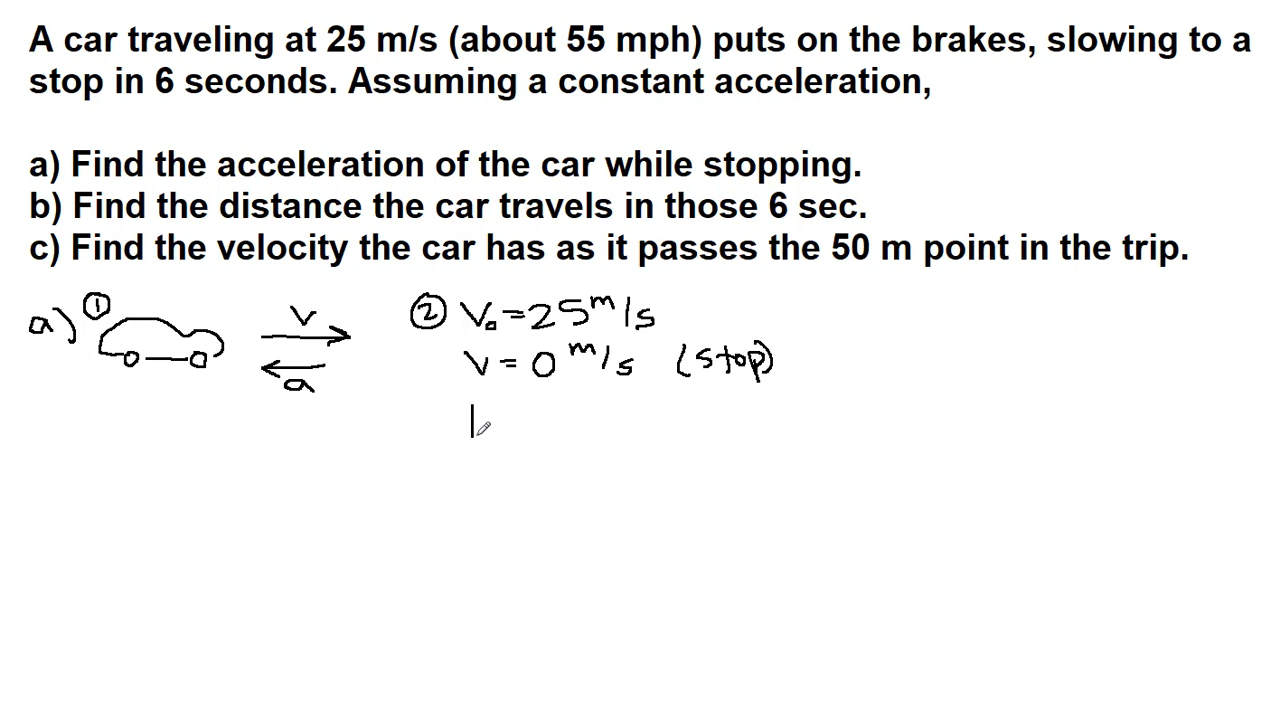 A car traveling at 25 m/s (about 55 mph) puts on the brakes, slowing to a
stop in 6 seconds. Assuming a constant acceleration,
a) Find the acceleration of the car while stopping.
b) Find the distance the car travels in those 6 sec.
c) Find the velocity the car has as it passes the 50 m point in the trip.
a) ① v
a
② V₀ = 25 m/s
v = 0 m/s (stop)